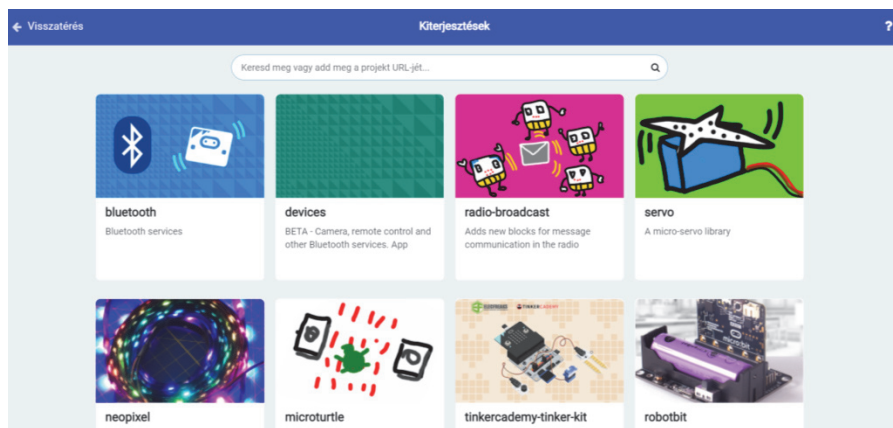 Visszatérés
Kiterjesztések
?
Keresd meg vagy add meg a projekt URL-jét...
bluetooth
Bluetooth services
devices
BETA - Camera, remote control and
other Bluetooth services. App
radio-broadcast
Adds new blocks for message
communication in the radio
servo
A micro-servo library
neopixel
microturtle
tinkercademy-tinker-kit
robotbit